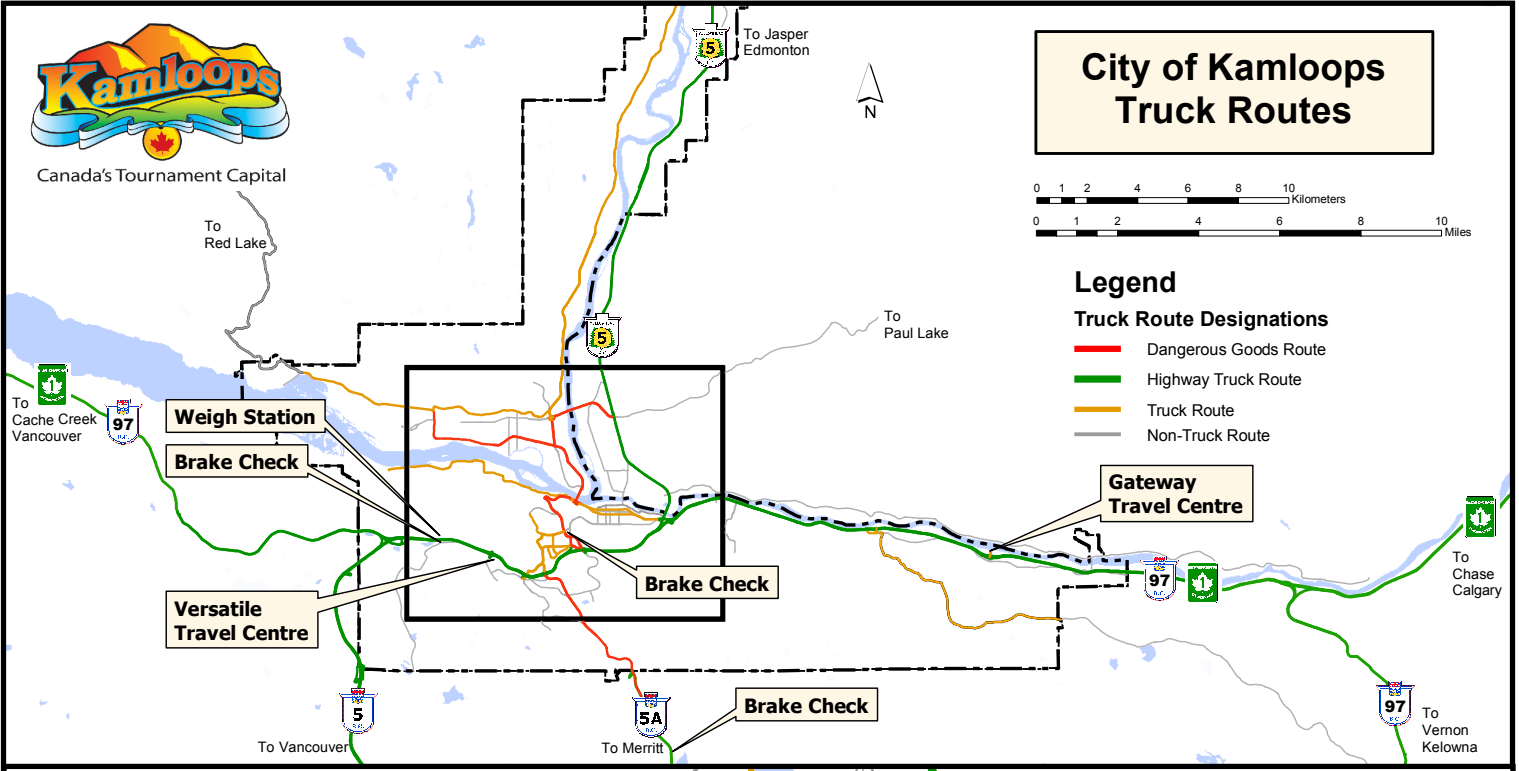 Kamloops
Canada's Tournament Capital
City of Kamloops
Truck Routes
To Jasper
Edmonton
5
N
0 1 2 4 6 8 10
Kilometers
0 1 2 4 6 8 10
Miles
To
Red Lake
Legend
Truck Route Designations
Dangerous Goods Route
Highway Truck Route
Truck Route
Non-Truck Route
To
Paul Lake
5
1
To
Cache Creek
Vancouver
97
Weigh Station
Brake Check
Gateway
Travel Centre
1
To
Chase
Calgary
97
1
Brake Check
Versatile
Travel Centre
5
To Vancouver
5A
To Merritt
Brake Check
97
To
Vernon
Kelowna